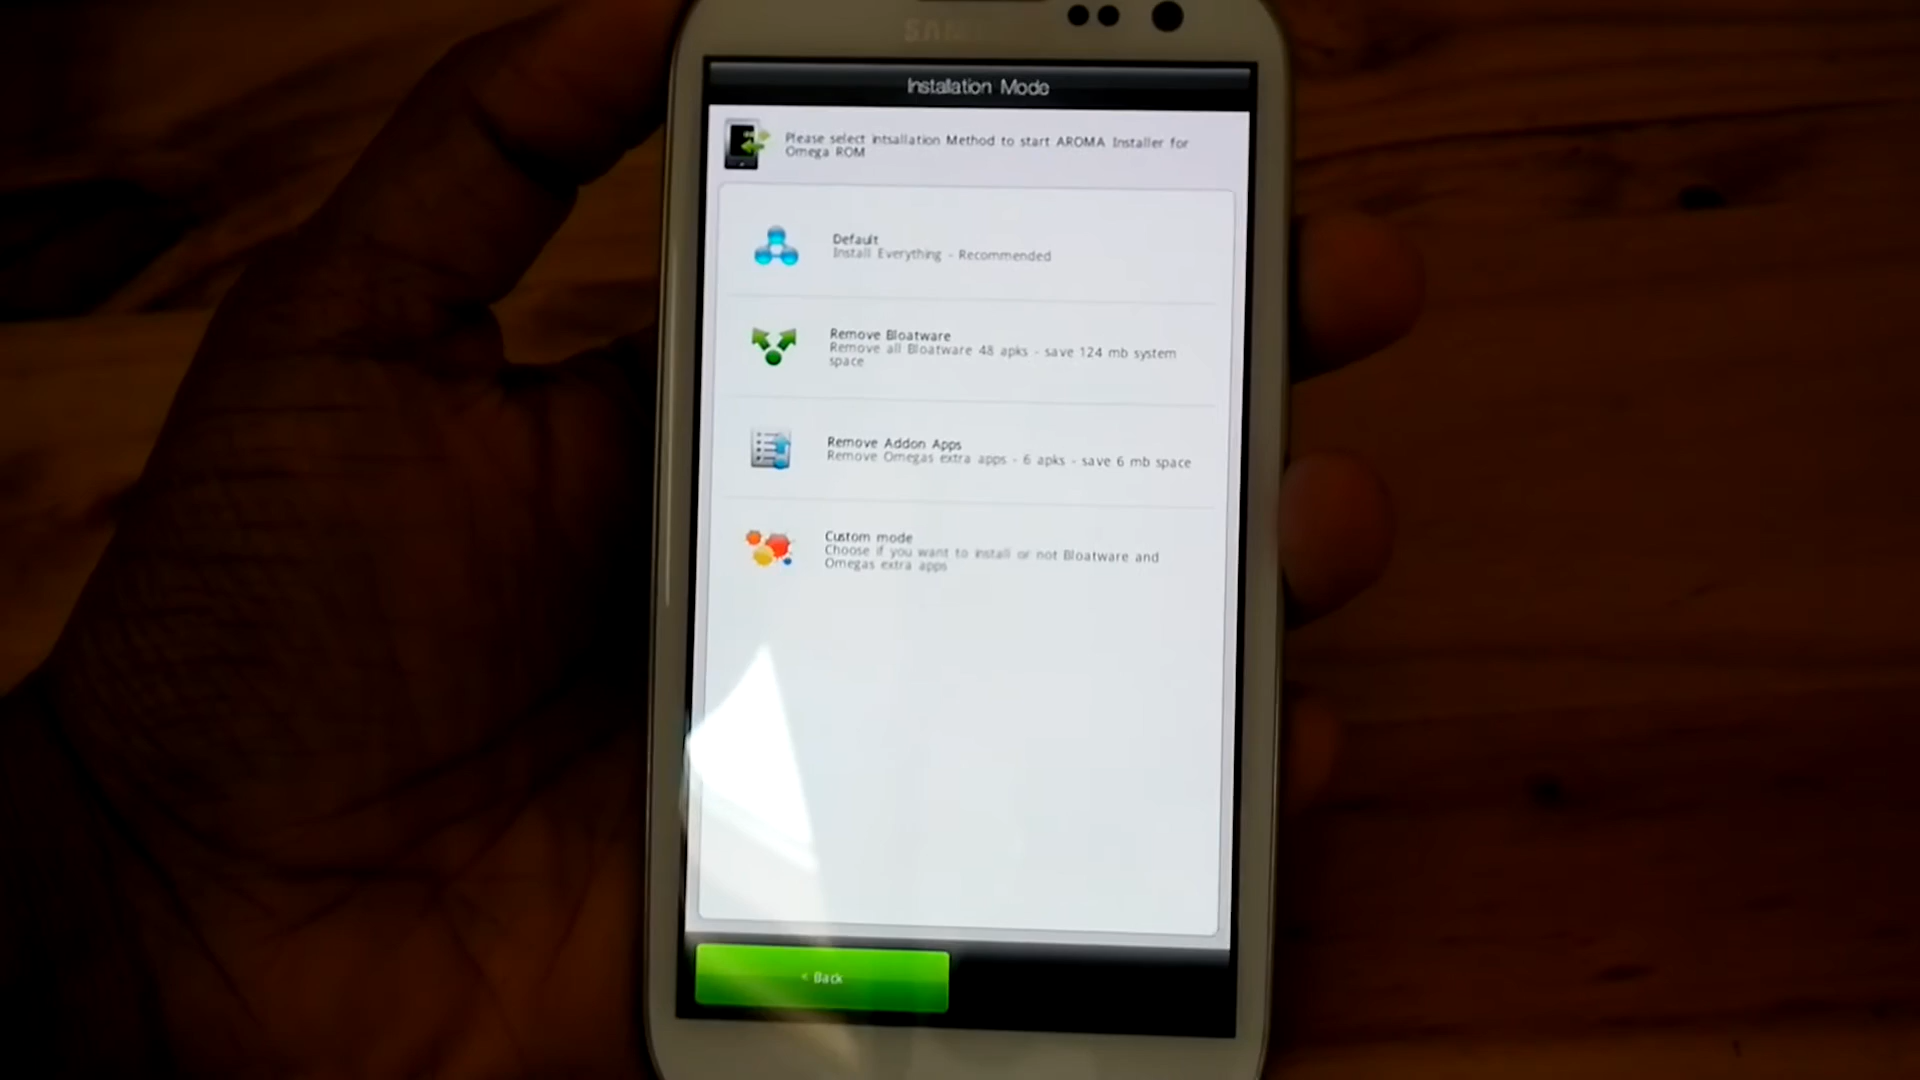 SAMSUNG
Installation Mode
Please select intsallation Method to start AROMA Installer for
Omega ROM
Default
Install Everything - Recommended
Remove Bloatware
Remove all Bloatware 48 apks - save 124 mb system
space
Remove Addon Apps
Remove Omegas extra apps - 6 apks - save 6 mb space
Custom mode
Choose if you want to install or not Bloatware and
Omegas extra apps
< Back